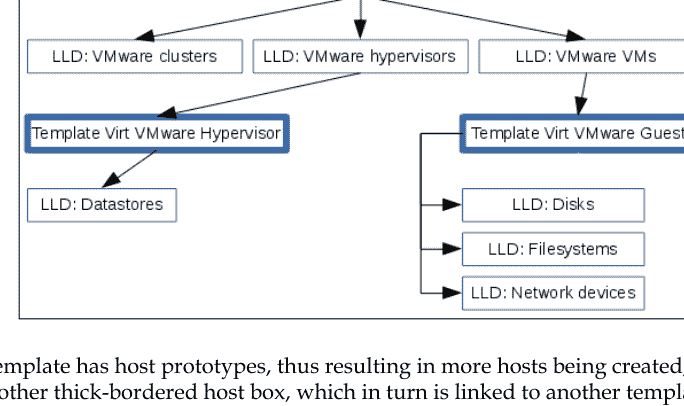 LLD: VMware clusters
LLD: VMware hypervisors
LLD: VMware VMs
Template Virt VMware Hypervisor
Template Virt VMware Guest
LLD: Datastores
LLD: Disks
LLD: Filesystems
LLD: Network devices
emplate has host prototypes, thus resulting in more hosts being created,
other thick-bordered host box, which in turn is linked to another templa